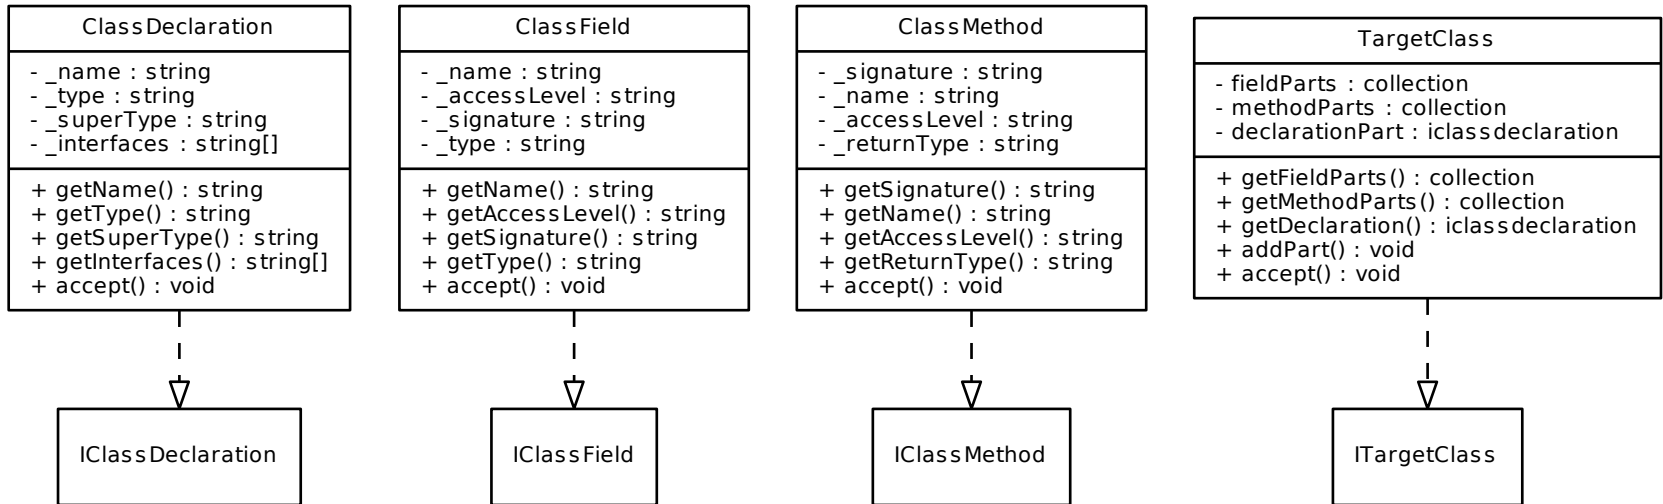 ClassDeclaration
- _name : string
- _type : string
- _superType : string
- _interfaces : string[]
+ getName() : string
+ getType() : string
+ getSuperType() : string
+ getInterfaces() : string[]
+ accept() : void
ClassField
- _name : string
- _accessLevel : string
- _signature : string
- _type : string
+ getName() : string
+ getAccessLevel() : string
+ getSignature() : string
+ getType() : string
+ accept() : void
ClassMethod
- _signature : string
- _name : string
- _accessLevel : string
- _returnType : string
+ getSignature() : string
+ getName() : string
+ getAccessLevel() : string
+ getReturnType() : string
+ accept() : void
TargetClass
- fieldParts : collection
- methodParts : collection
- declarationPart : iclassdeclaration
+ getFieldParts() : collection
+ getMethodParts() : collection
+ getDeclaration() : iclassdeclaration
+ addPart() : void
+ accept() : void
IClassDeclaration
IClassField
IClassMethod
ITargetClass